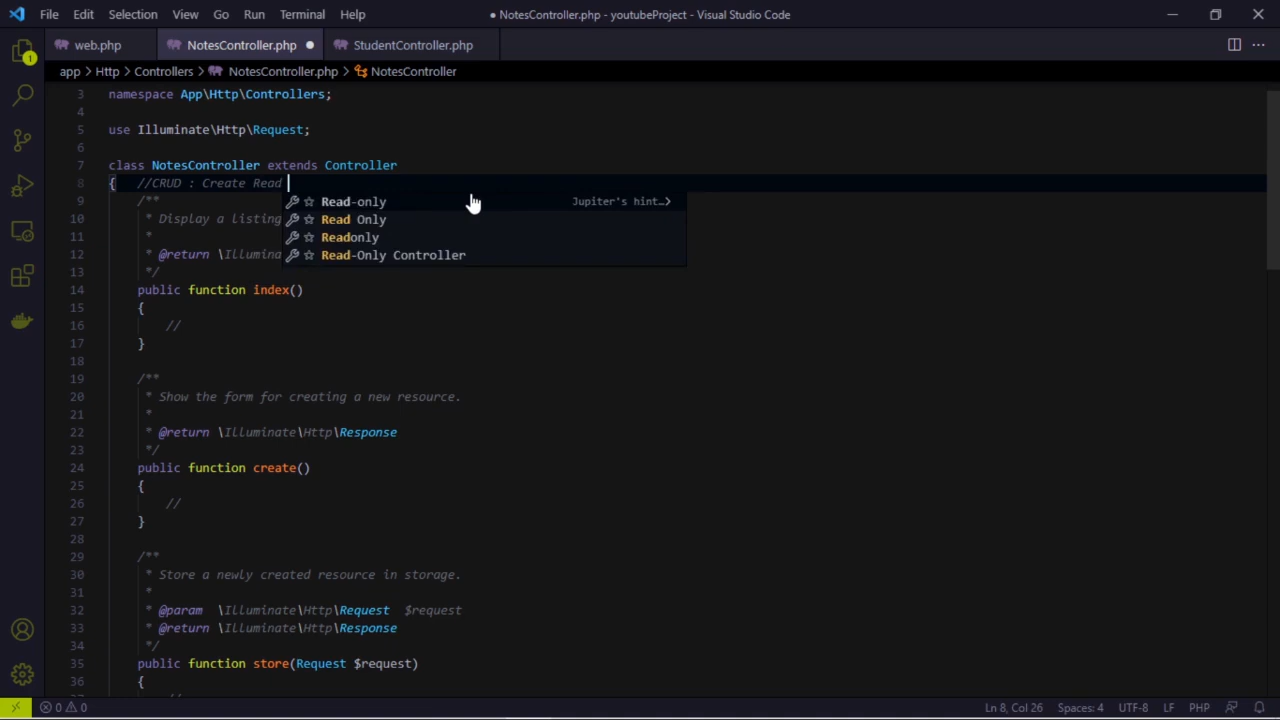 File Edit Selection View Go Run Terminal Help
● NotesController.php - youtubeProject - Visual Studio Code
web.php NotesController.php ● StudentController.php
app > Http > Controllers > NotesController.php > NotesController
3 namespace App\Http\Controllers;
4
5 use Illuminate\Http\Request;
6
7 class NotesController extends Controller
8 { //CRUD : Create Read
Read-only Jupiter's hint…>
Read Only
Readonly
Read-Only Controller
9 /**
10 * Display a listing
11 *
12 * @return \Illumina
13 */
14 public function index()
15 {
16 //
17 }
18
19 /**
20 * Show the form for creating a new resource.
21 *
22 * @return \Illuminate\Http\Response
23 */
24 public function create()
25 {
26 //
27 }
28
29 /**
30 * Store a newly created resource in storage.
31 *
32 * @param \Illuminate\Http\Request $request
33 * @return \Illuminate\Http\Response
34 */
35 public function store(Request $request)
36 {
1
0 0
Ln 8, Col 26 Spaces: 4 UTF-8 LF PHP